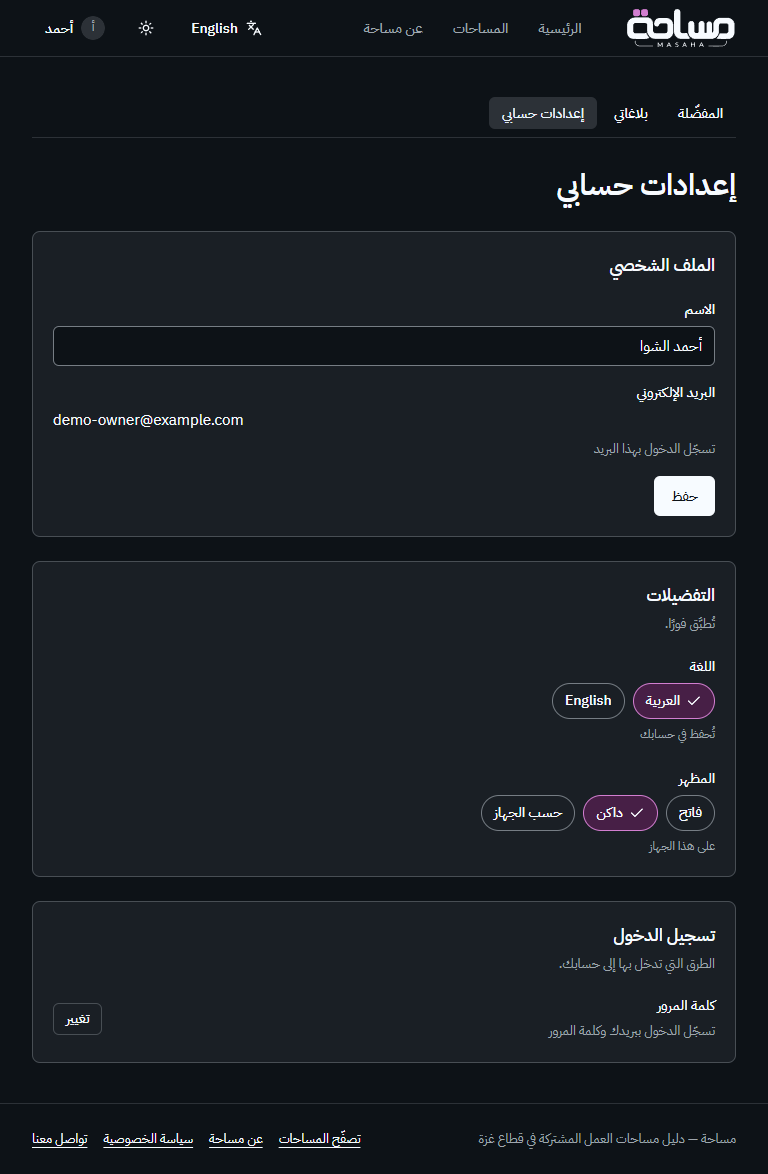 مساحة
MASAHA
الرئيسية
المساحات
عن مساحة
English
أ
أحمد
المفضّلة
بلاغاتي
إعدادات حسابي
إعدادات حسابي
الملف الشخصي
الاسم
أحمد الشوا
البريد الإلكتروني
demo-owner@example.com
تسجّل الدخول بهذا البريد
حفظ
التفضيلات
تُطبَّق فورًا.
اللغة
العربية
English
تُحفظ في حسابك
المظهر
فاتح
داكن
حسب الجهاز
على هذا الجهاز
تسجيل الدخول
الطرق التي تدخل بها إلى حسابك.
كلمة المرور
تسجّل الدخول ببريدك وكلمة المرور
تغيير
مساحة — دليل مساحات العمل المشتركة في قطاع غزة
تصفّح المساحات
عن مساحة
سياسة الخصوصية
تواصل معنا